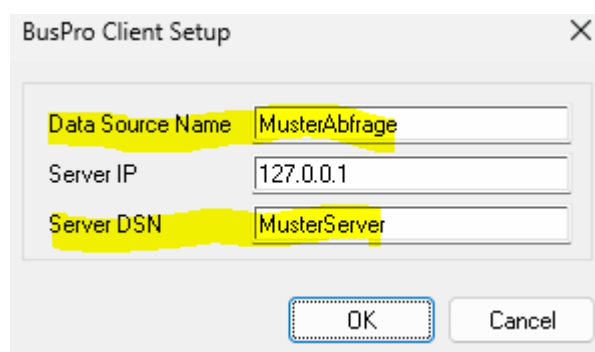 BusPro Client Setup
Data Source Name MusterAbfrage
Server IP 127.0.0.1
Server DSN MusterServer
OK Cancel